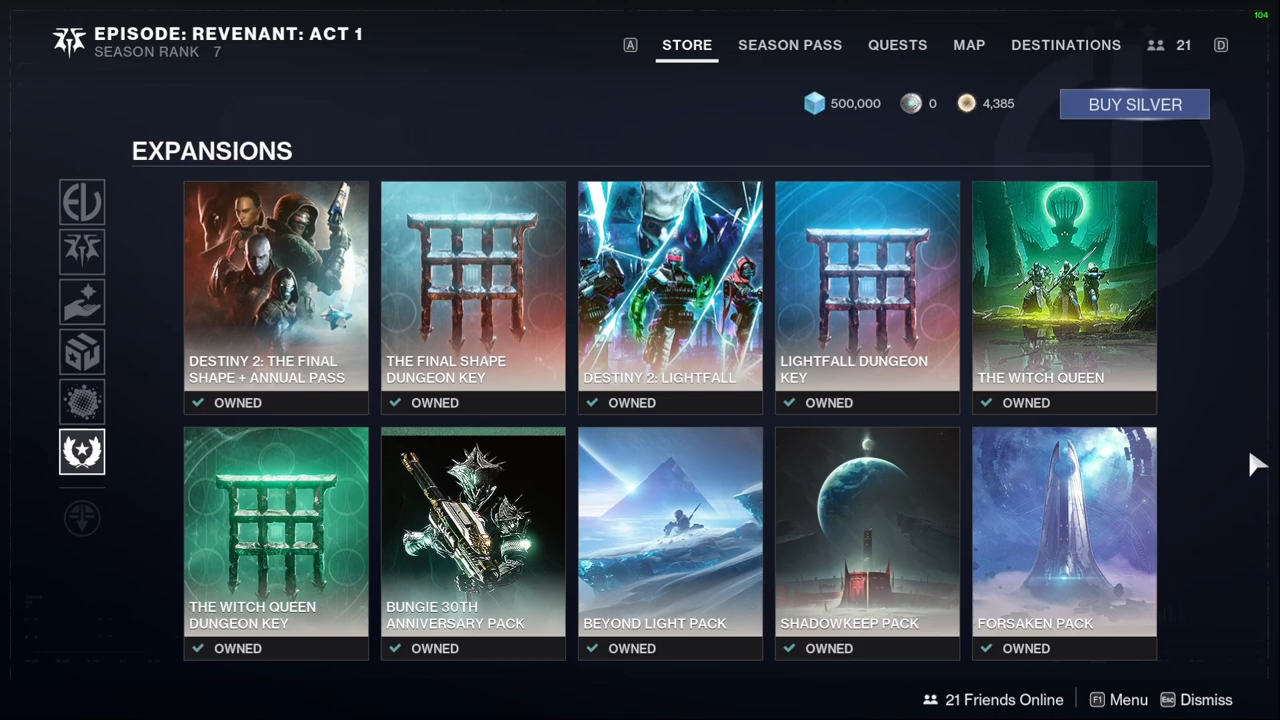 104
EPISODE: REVENANT: ACT 1
SEASON RANK 7
A STORE SEASON PASS QUESTS MAP DESTINATIONS 21 D
500,000 0 4,385 BUY SILVER
EXPANSIONS
DESTINY 2: THE FINAL
SHAPE + ANNUAL PASS
OWNED
THE FINAL SHAPE
DUNGEON KEY
OWNED
DESTINY 2: LIGHTFALL
OWNED
LIGHTFALL DUNGEON
KEY
OWNED
THE WITCH QUEEN
OWNED
THE WITCH QUEEN
DUNGEON KEY
OWNED
BUNGIE 30TH
ANNIVERSARY PACK
OWNED
BEYOND LIGHT PACK
OWNED
SHADOWKEEP PACK
OWNED
FORSAKEN PACK
OWNED
21 Friends Online F1 Menu Esc Dismiss